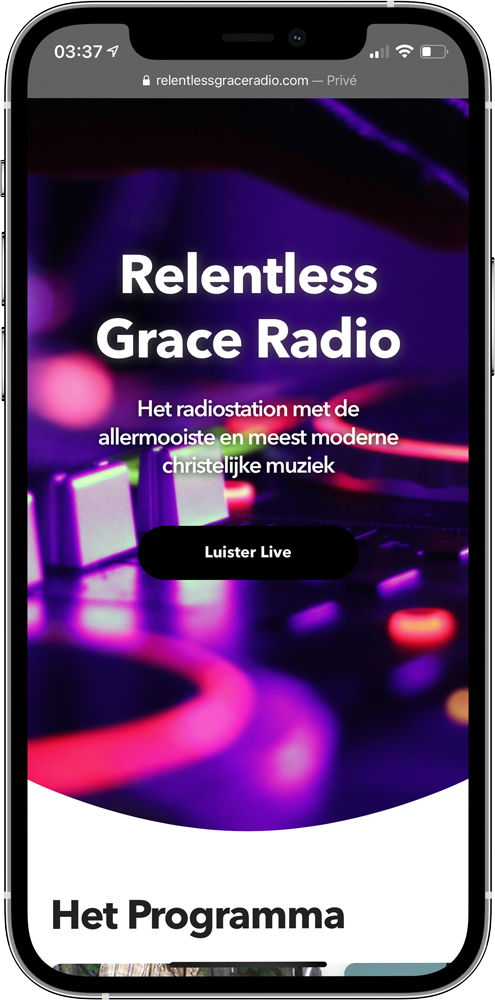 03:37
relentlessgraceradio.com — Privé
Relentless
Grace Radio
Het radiostation met de
allermooiste en meest moderne
christelijke muziek
Luister Live
Het Programma